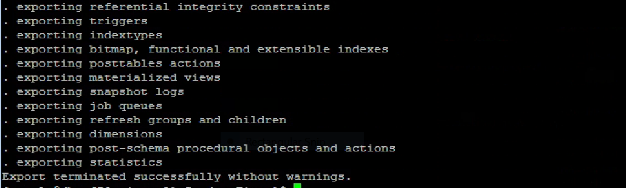 . exporting referential integrity constraints
. exporting triggers
. exporting indextypes
. exporting bitmap, functional and extensible indexes
. exporting posttables actions
. exporting materialized views
. exporting snapshot logs
. exporting job queues
. exporting refresh groups and children
. exporting dimensions
. exporting post-schema procedural objects and actions
. exporting statistics
Export terminated successfully without warnings.